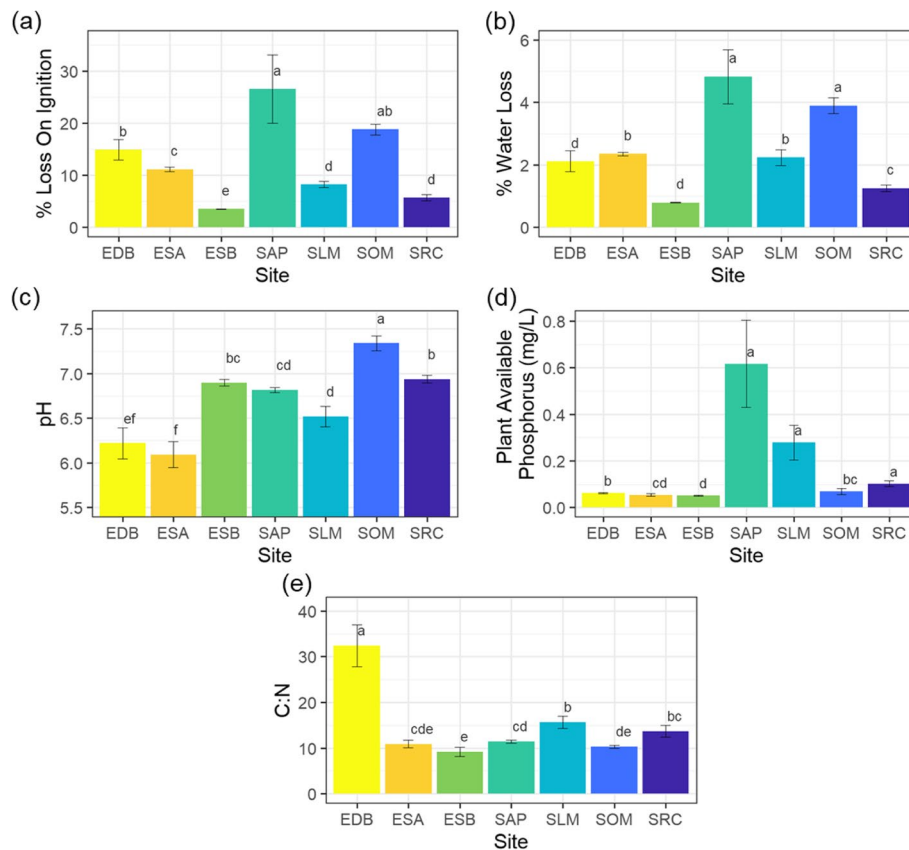 (a)
% Loss On Ignition
30
20
10
0
b
c
e
a
d
ab
d
EDB ESA ESB SAP SLM SOM SRC
Site
(b)
% Water Loss
6
4
2
0
b
b
d
a
b
a
c
EDB ESA ESB SAP SLM SOM SRC
Site
(c)
pH
7.5
7.0
6.5
6.0
5.5
ef
f
bc
cd
d
a
b
EDB ESA ESB SAP SLM SOM SRC
Site
(d)
Plant Available
Phosphorus (mg/L)
0.8
0.6
0.4
0.2
0.0
b
cd
d
a
a
bc
a
EDB ESA ESB SAP SLM SOM SRC
Site
(e)
C:N
40
30
20
10
0
a
cde
e
cd
b
de
bc
EDB ESA ESB SAP SLM SOM SRC
Site